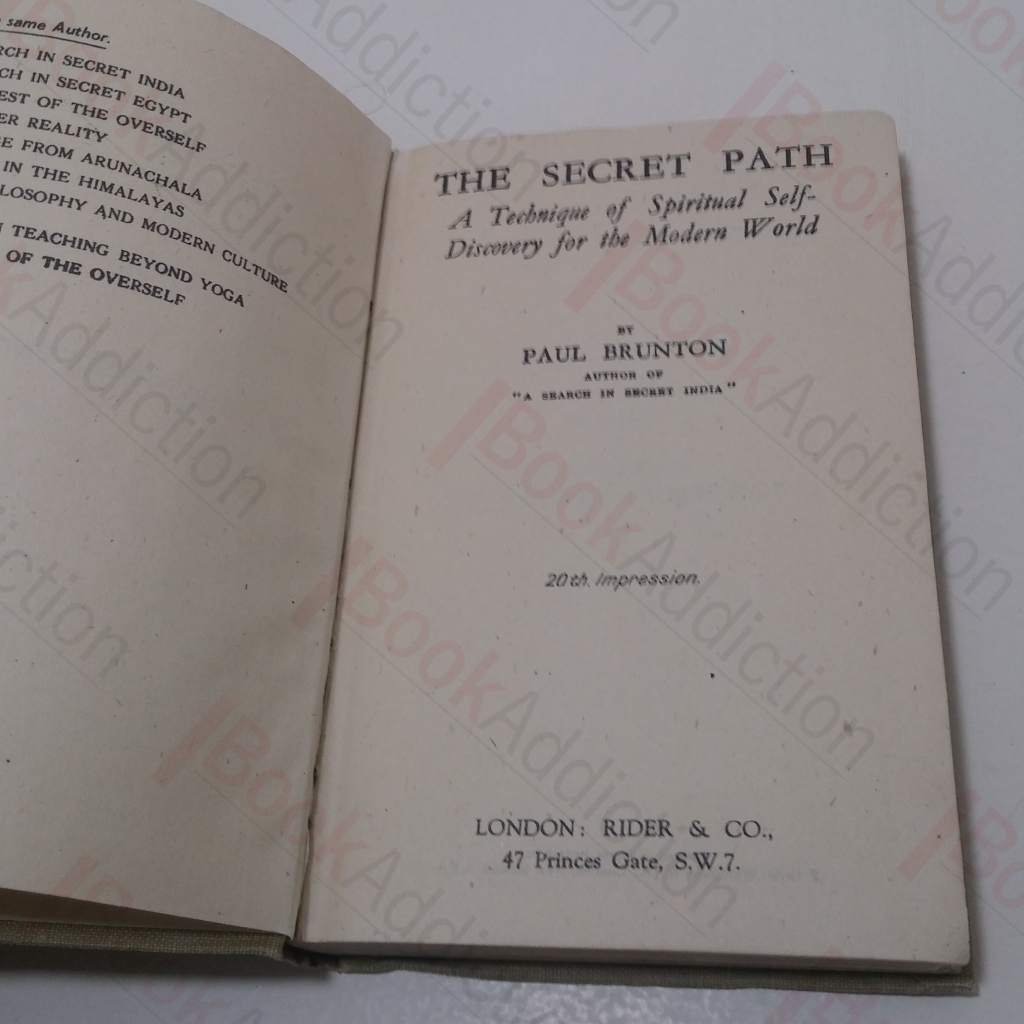 same Author.
RCH IN SECRET INDIA
CH IN SECRET EGYPT
EST OF THE OVERSELF
ER REALITY
E FROM ARUNACHALA
IN THE HIMALAYAS
LOSOPHY AND MODERN CULTURE
N TEACHING BEYOND YOGA
OF THE OVERSELF
THE SECRET PATH
A Technique of Spiritual Self-
Discovery for the Modern World
BY
PAUL BRUNTON
AUTHOR OF
"A SEARCH IN SECRET INDIA"
20th. Impression.
LONDON: RIDER & CO.,
47 Princes Gate, S.W.7.
BookAddiction